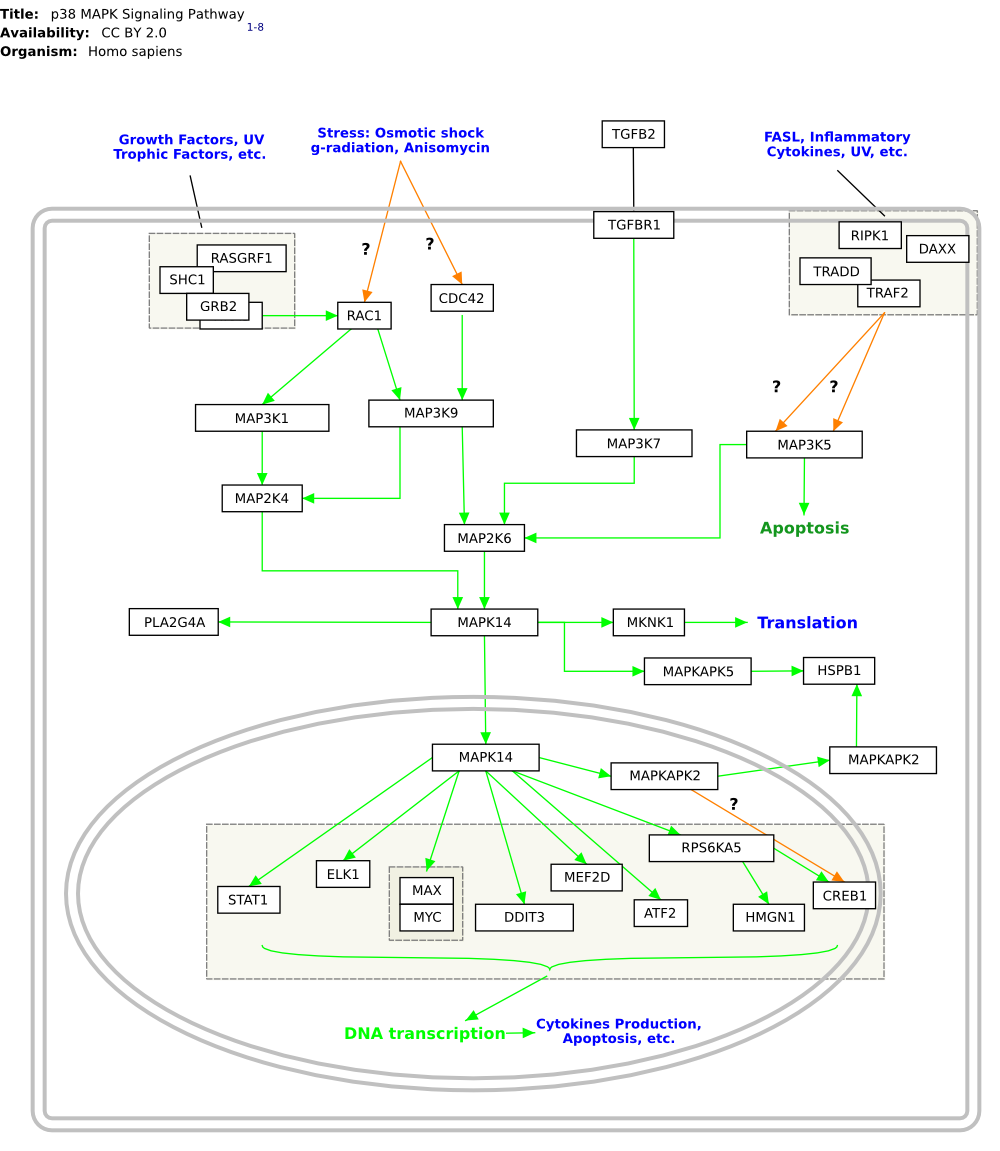 Title: p38 MAPK Signaling Pathway
Availability: CC BY 2.0
1-8
Organism: Homo sapiens
Growth Factors, UV
Trophic Factors, etc.
Stress: Osmotic shock
g-radiation, Anisomycin
TGFB2
FASL, Inflammatory
Cytokines, UV, etc.
TGFBR1
RIPK1
DAXX
TRADD
TRAF2
RASGRF1
SHC1
GRB2
?
?
RAC1
CDC42
?
?
MAP3K1
MAP3K9
MAP3K7
MAP3K5
MAP2K4
MAP2K6
Apoptosis
PLA2G4A
MAPK14
MKNK1
Translation
MAPKAPK5
HSPB1
MAPK14
MAPKAPK2
MAPKAPK2
?
RPS6KA5
ELK1
MEF2D
STAT1
MAX
MYC
DDIT3
ATF2
HMGN1
CREB1
DNA transcription
Cytokines Production,
Apoptosis, etc.